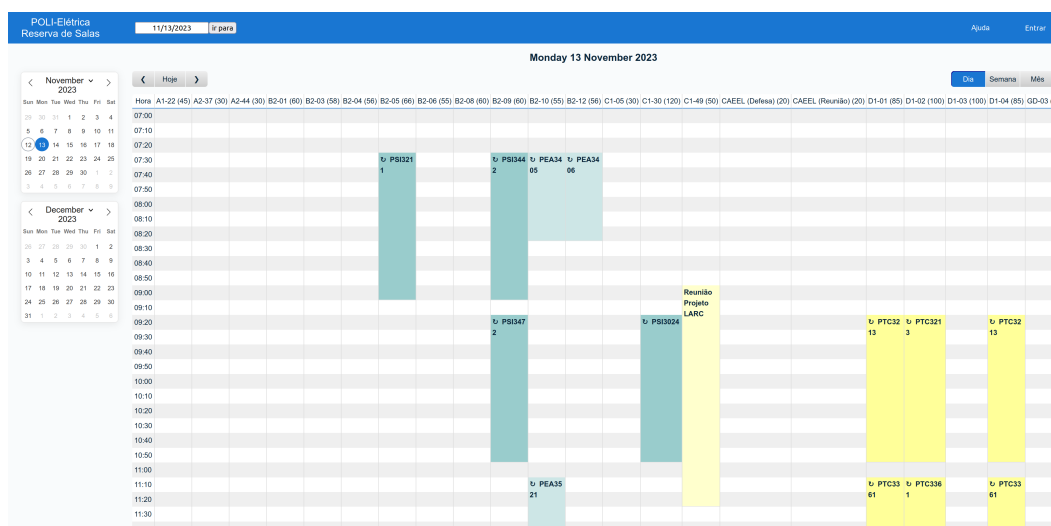 POLI-Elétrica
Reserva de Salas
11/13/2023 ir para
Ajuda Entrar
Monday 13 November 2023
November
2023
Sun Mon Tue Wed Thu Fri Sat
29 30 31 1 2 3 4
5 6 7 8 9 10 11
12 13 14 15 16 17 18
19 20 21 22 23 24 25
26 27 28 29 30 1 2
3 4 5 6 7 8 9
December
2023
Sun Mon Tue Wed Thu Fri Sat
26 27 28 29 30 1 2
3 4 5 6 7 8 9
10 11 12 13 14 15 16
17 18 19 20 21 22 23
24 25 26 27 28 29 30
31 1 2 3 4 5 6
❮ Hoje ❯
Dia Semana Mês
Hora A1-22 (45) A2-37 (30) A2-44 (30) B2-01 (60) B2-03 (58) B2-04 (56) B2-05 (66) B2-06 (55) B2-08 (60) B2-09 (60) B2-10 (55) B2-12 (56) C1-05 (30) C1-30 (120) C1-49 (50) CAEEL (Defesa) (20) CAEEL (Reunião) (20) D1-01 (85) D1-02 (100) D1-03 (100) D1-04 (85) GD-03
07:00
07:10
07:20
07:30 ↻ PSI321 ↻ PSI344 ↻ PEA34 ↻ PEA34
1 2 05 06
07:40
07:50
08:00
08:10
08:20
08:30
08:40
08:50
09:00 Reunião
Projeto
09:10 LARC
09:20 ↻ PSI347 ↻ PSI3024 ↻ PTC32 ↻ PTC321 ↻ PTC32
2 13 3 13
09:30
09:40
09:50
10:00
10:10
10:20
10:30
10:40
10:50
11:00
11:10 ↻ PEA35 ↻ PTC33 ↻ PTC336 ↻ PTC33
21 61 1 61
11:20
11:30